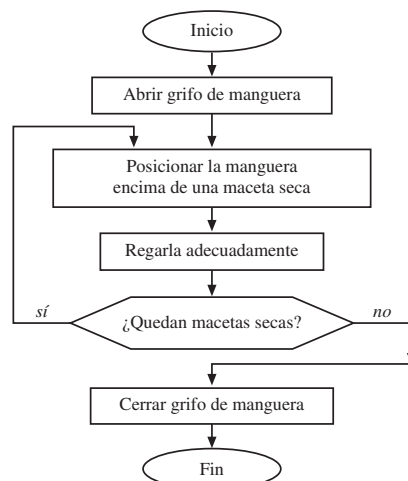 Inicio
Abrir grifo de manguera
Posicionar la manguera
encima de una maceta seca
Regarla adecuadamente
sí
¿Quedan macetas secas?
no
Cerrar grifo de manguera
Fin